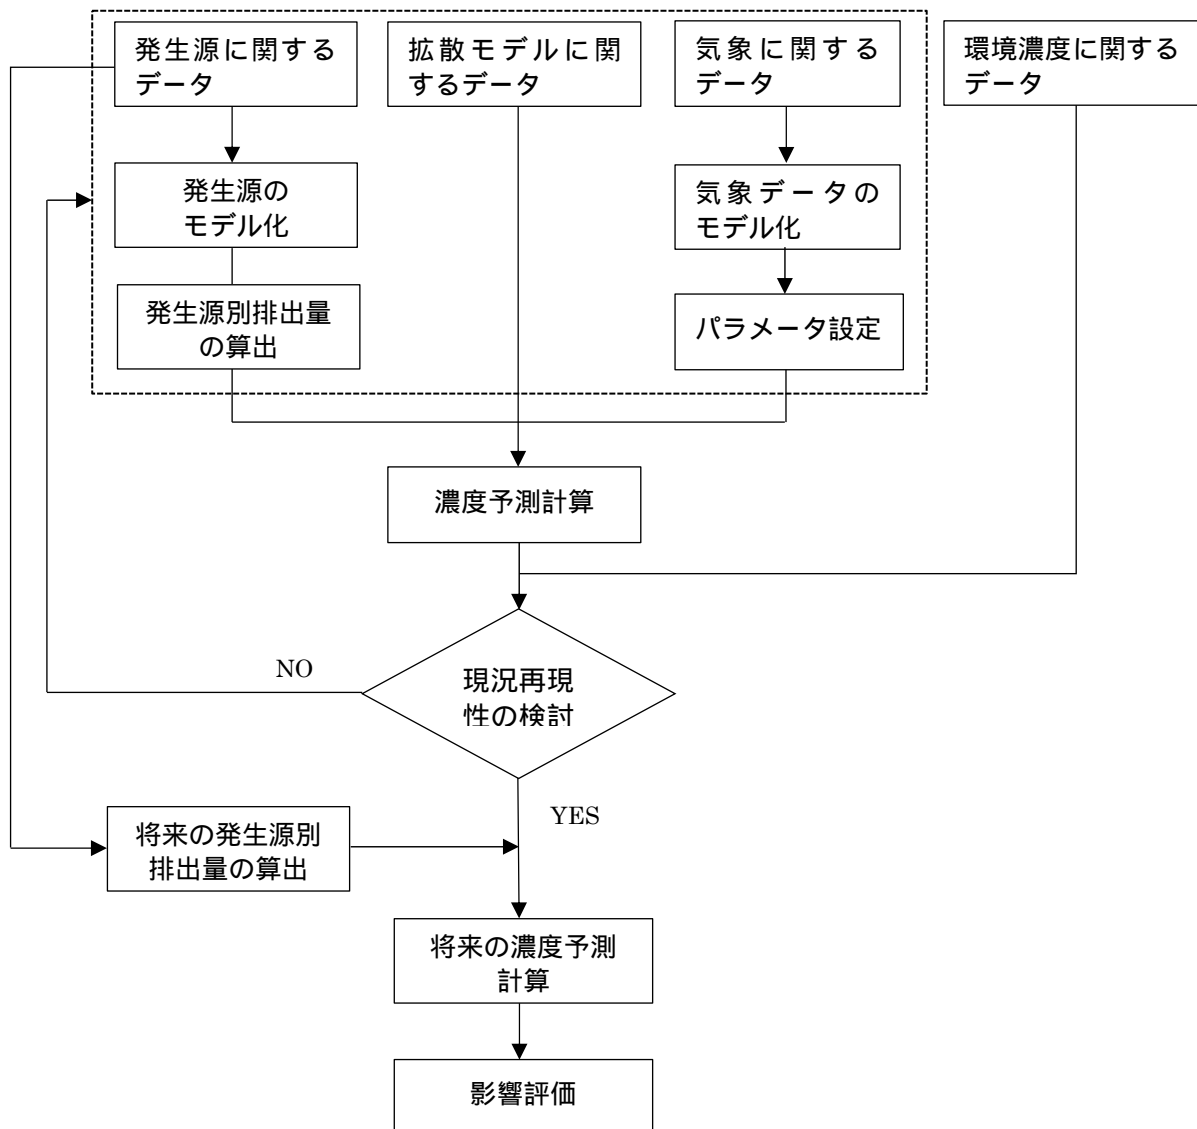 発生源に関する
データ
拡散モデルに関
するデータ
気象に関する
データ
環境濃度に関する
データ
発生源の
モデル化
気象データの
モデル化
発生源別排出量
の算出
パラメータ設定
濃度予測計算
現況再現
性の検討
NO
YES
将来の発生源別
排出量の算出
将来の濃度予測
計算
影響評価